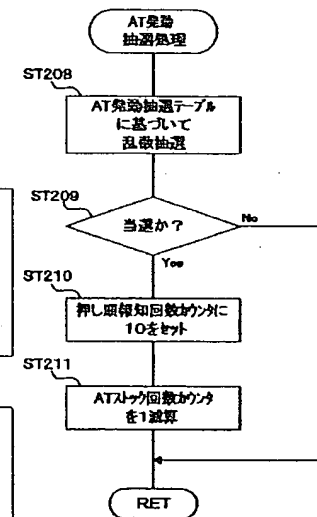 AT発動
抽選処理
ST208
AT発動抽選テーブル
に基づいて
乱数抽選
ST209
当選か?
No
Yes
ST210
押し順報知回数カウンタに
10をセット
ST211
ATストック回数カウンタ
を1減算
RET